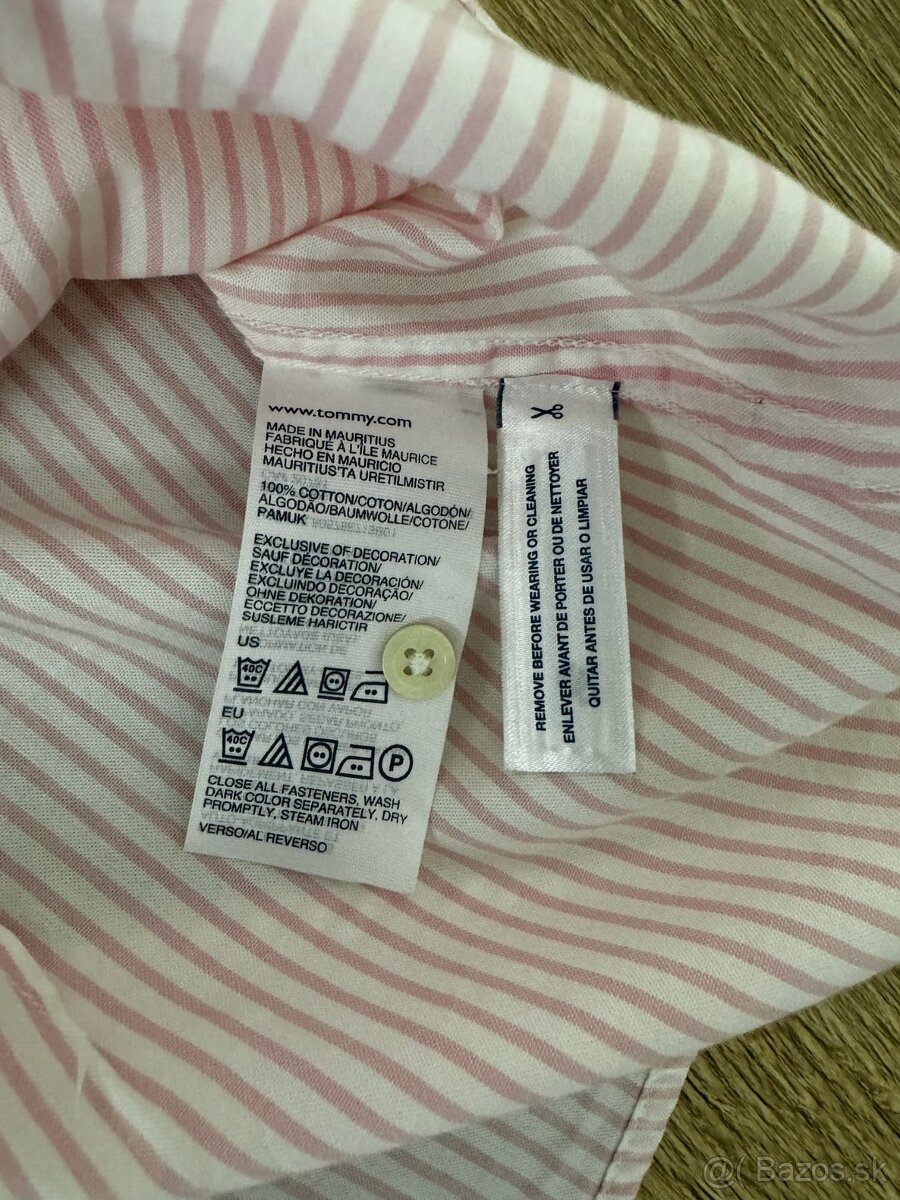 www.tommy.com
MADE IN MAURITIUS
FABRIQUÉ À L'ÎLE MAURICE
HECHO EN MAURICIO
MAURITIUS'TA URETILMISTIR
100% COTTON/COTON/ALGODÓN/
ALGODÃO/BAUMWOLLE/COTONE/
PAMUK
EXCLUSIVE OF DECORATION/
SAUF DÉCORATION/
EXCLUYE LA DECORACIÓN/
EXCLUINDO DECORAÇÃO/
OHNE DEKORATION/
ECCETTO DECORAZIONE/
SUSLEME HARICTIR
US
40C
EU
40C
P
CLOSE ALL FASTENERS, WASH
DARK COLOR SEPARATELY, DRY
PROMPTLY, STEAM IRON
VERSO/AL REVERSO
REMOVE BEFORE WEARING OR CLEANING
ENLEVER AVANT DE PORTER OU DE NETTOYER
QUITAR ANTES DE USAR O LIMPIAR
@( Bazos.sk